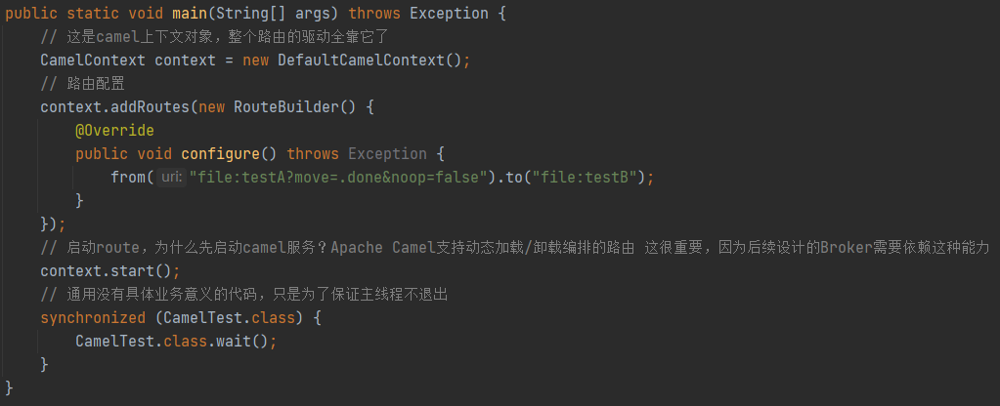 public static void main(String[] args) throws Exception {
    // 这是camel上下文对象，整个路由的驱动全靠它了
    CamelContext context = new DefaultCamelContext();
    // 路由配置
    context.addRoutes(new RouteBuilder() {
        @Override
        public void configure() throws Exception {
            from( uri: "file:testA?move=.done&noop=false").to("file:testB");
        }
    });
    // 启动route，为什么先启动camel服务？Apache Camel支持动态加载/卸载编排的路由 这很重要，因为后续设计的Broker需要依赖这种能力
    context.start();
    // 通用没有具体业务意义的代码，只是为了保证主线程不退出
    synchronized (CamelTest.class) {
        CamelTest.class.wait();
    }
}